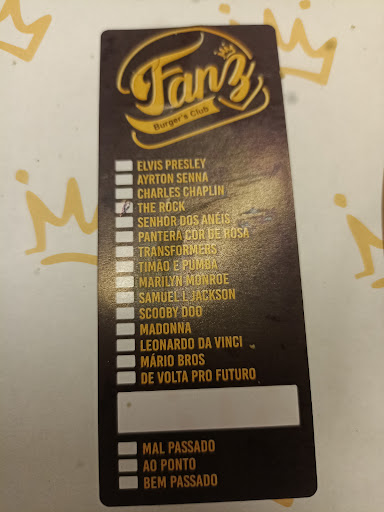 Fanz
Burger's Club
ELVIS PRESLEY
AYRTON SENNA
CHARLES CHAPLIN
THE ROCK
SENHOR DOS ANÉIS
PANTERA COR DE ROSA
TRANSFORMERS
TIMÃO E PUMBA
MARILYN MONROE
SAMUEL L JACKSON
SCOOBY DOO
MADONNA
LEONARDO DA VINCI
MÁRIO BROS
DE VOLTA PRO FUTURO
MAL PASSADO
AO PONTO
BEM PASSADO